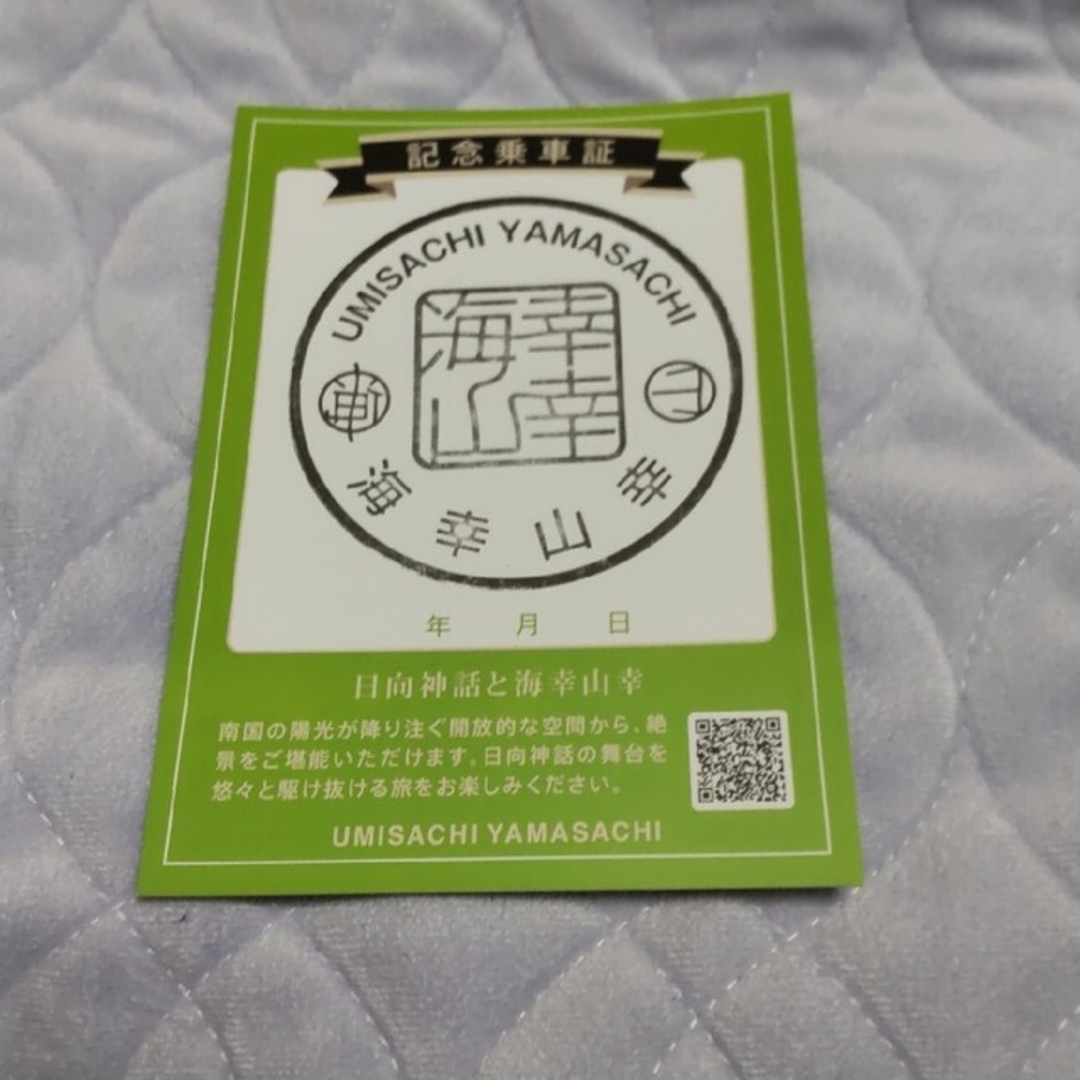 記念乗車証
UMISACHI YAMASACHI
海幸
山幸
海幸山幸
年 月 日
日向神話と海幸山幸
南国の陽光が降り注ぐ開放的な空間から、絶
景をご堪能いただけます。日向神話の舞台を
悠々と駆け抜ける旅をお楽しみください。
UMISACHI YAMASACHI